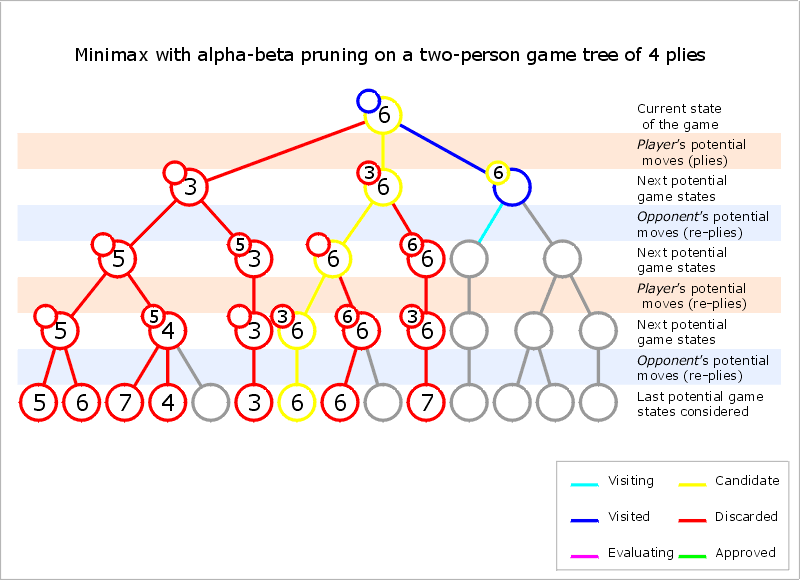 Minimax with alpha-beta pruning on a two-person game tree of 4 plies
6
Current state
of the game
Player's potential
moves (plies)
3
3
6
6
Next potential
game states
Opponent's potential
moves (re-plies)
5
5
3
6
6
6
Next potential
game states
Player's potential
moves (re-plies)
5
5
4
3
3
6
6
6
3
6
Next potential
game states
Opponent's potential
moves (re-plies)
5
6
7
4
3
6
6
7
Last potential game
states considered
Visiting
Candidate
Visited
Discarded
Evaluating
Approved